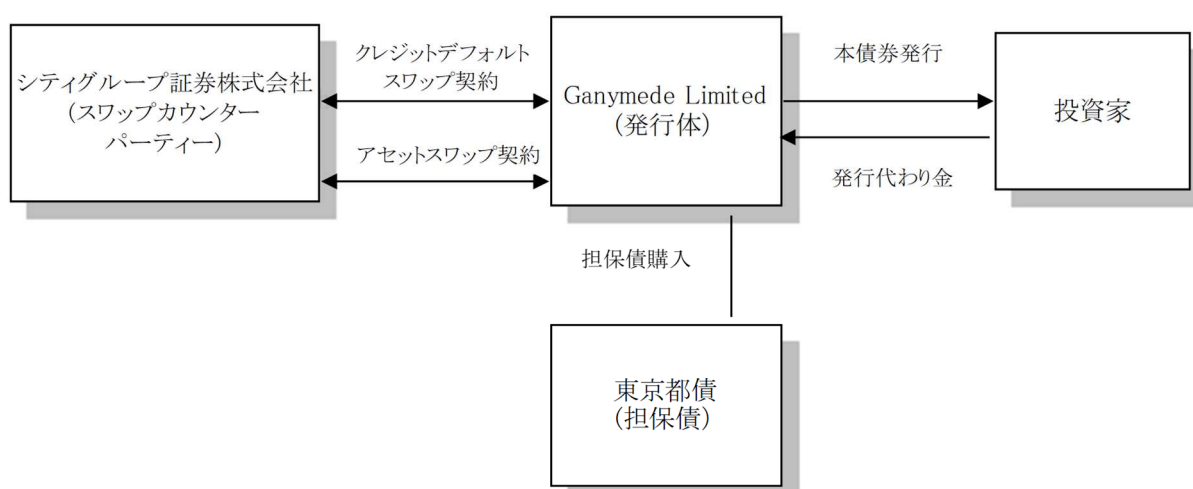 シティグループ証券株式会社
(スワップカウンター
パーティー)
クレジットデフォルト
スワップ契約
アセットスワップ契約
Ganymede Limited
(発行体)
本債券発行
発行代わり金
投資家
担保債購入
東京都債
(担保債)